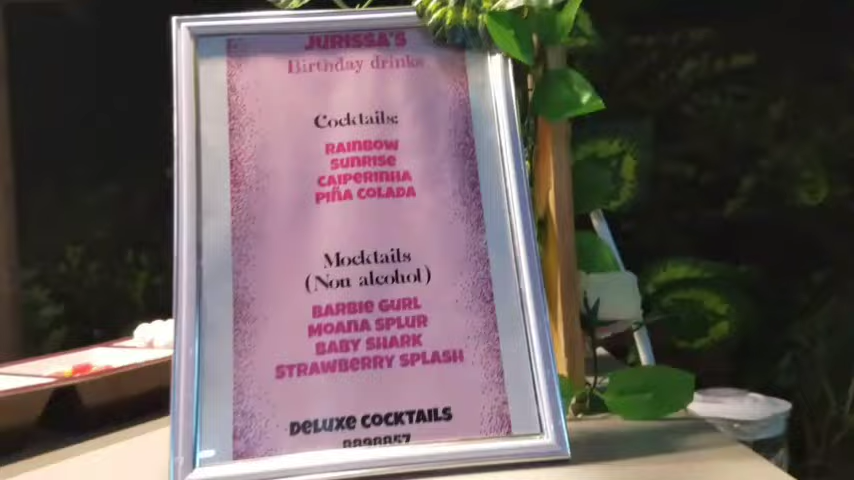 JURISSA'S
Birthday drinks
Cocktails:
RAINBOW
SUNRISE
CAIPERINHA
PIÑA COLADA
Mocktails
(Non alcohol)
BARBIE GURL
MOANA SPLUR
BABY SHARK
STRAWBERRY SPLASH
DELUXE COCKTAILS
8898857